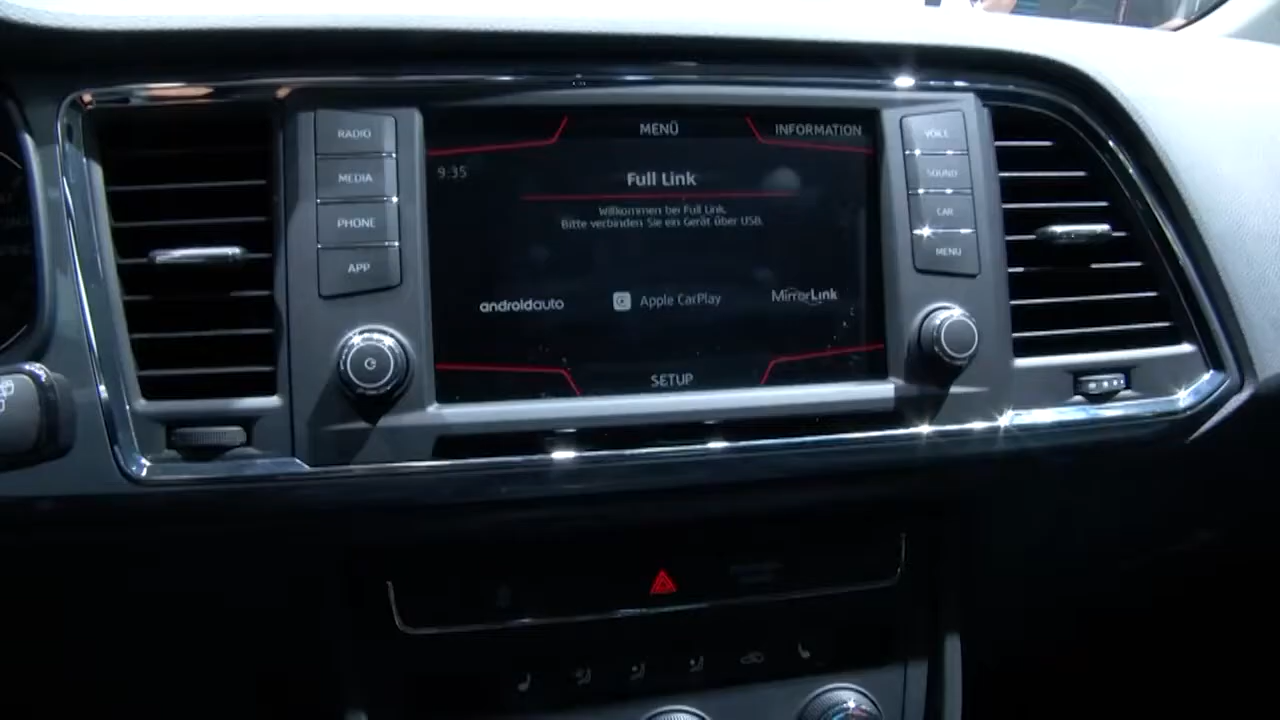 RADIO
MEDIA
PHONE
APP
MENÜ
INFORMATION
9:35
Full Link
Willkommen bei Full Link.
Bitte verbinden Sie ein Gerät über USB.
androidauto
Apple CarPlay
MirrorLink
SETUP
SOUND
CAR
MENU